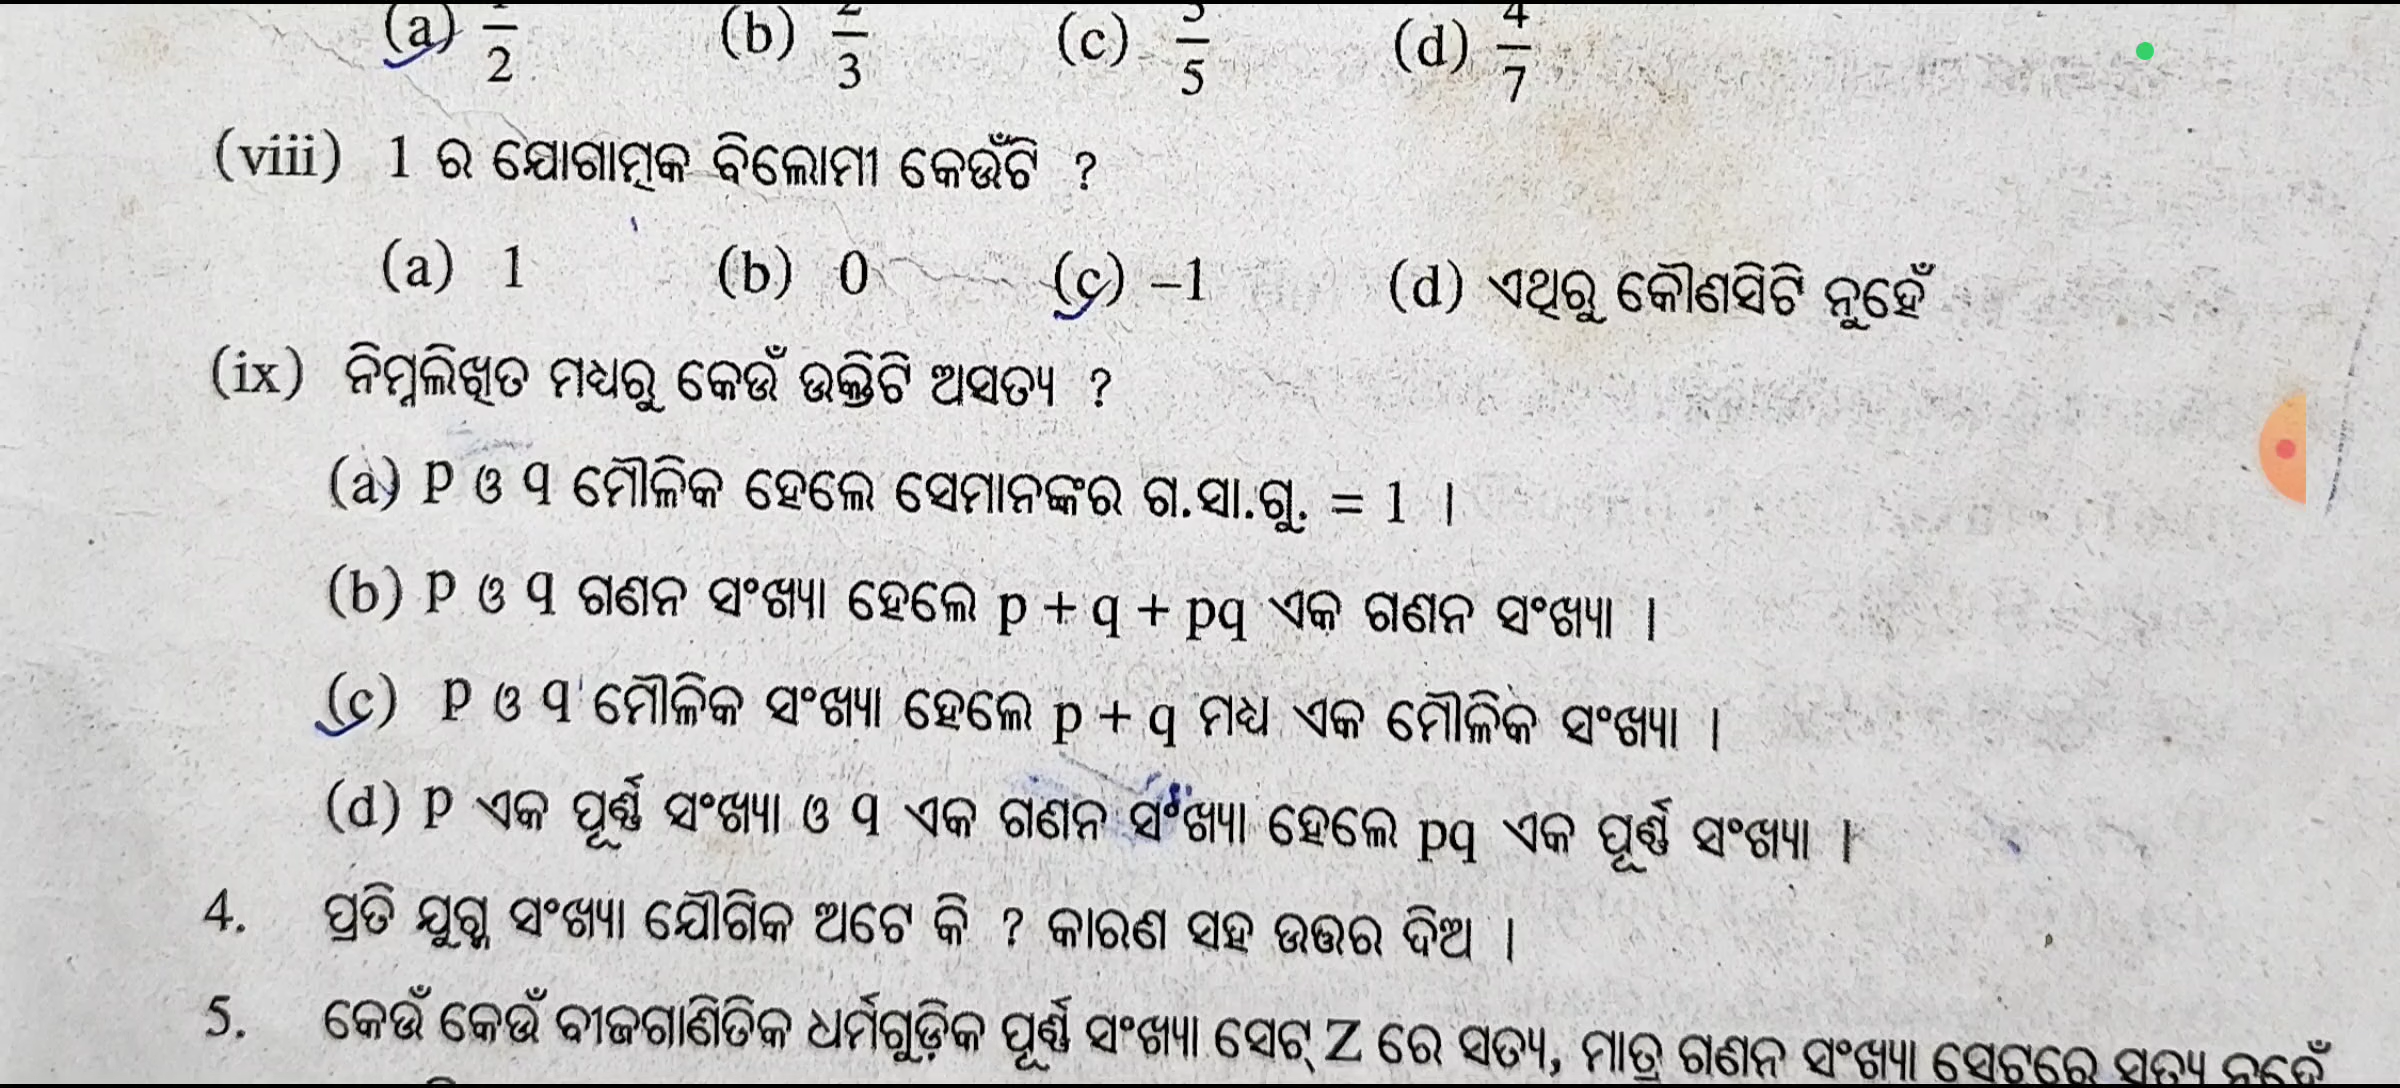 (a) 1/2 (b) 2/3 (c) 3/5 (d) 4/7
(viii) 1 ର ଯୋଗାତ୍ମକ ବିଲୋମୀ କେଉଁଟି ?
(a) 1 (b) 0 (c) –1 (d) ଏଥିରୁ କୌଣସିଟି ନୁହେଁ
(ix) ନିମ୍ନଲିଖିତ ମଧ୍ୟରୁ କେଉଁ ଉକ୍ତିଟି ଅସତ୍ୟ ?
(a) p ଓ q ମୌଳିକ ହେଲେ ସେମାନଙ୍କର ଗ.ସା.ଗୁ. = 1 ।
(b) p ଓ q ଗଣନ ସଂଖ୍ୟା ହେଲେ p + q + pq ଏକ ଗଣନ ସଂଖ୍ୟା ।
(c) p ଓ q ମୌଳିକ ସଂଖ୍ୟା ହେଲେ p + q ମଧ୍ୟ ଏକ ମୌଳିକ ସଂଖ୍ୟା ।
(d) p ଏକ ପୂର୍ଣ୍ଣ ସଂଖ୍ୟା ଓ q ଏକ ଗଣନ ସଂଖ୍ୟା ହେଲେ pq ଏକ ପୂର୍ଣ୍ଣ ସଂଖ୍ୟା ।
4. ପ୍ରତି ଯୁଗ୍ମ ସଂଖ୍ୟା ଯୌଗିକ ଅଟେ କି ? କାରଣ ସହ ଉତ୍ତର ଦିଅ ।
5. କେଉଁ କେଉଁ ବୀଜଗାଣିତିକ ଧର୍ମଗୁଡ଼ିକ ପୂର୍ଣ୍ଣ ସଂଖ୍ୟା ସେଟ୍ Z ରେ ସତ୍ୟ, ମାତ୍ର ଗଣନ ସଂଖ୍ୟା ସେଟରେ ସତ୍ୟ ନୁହେଁ